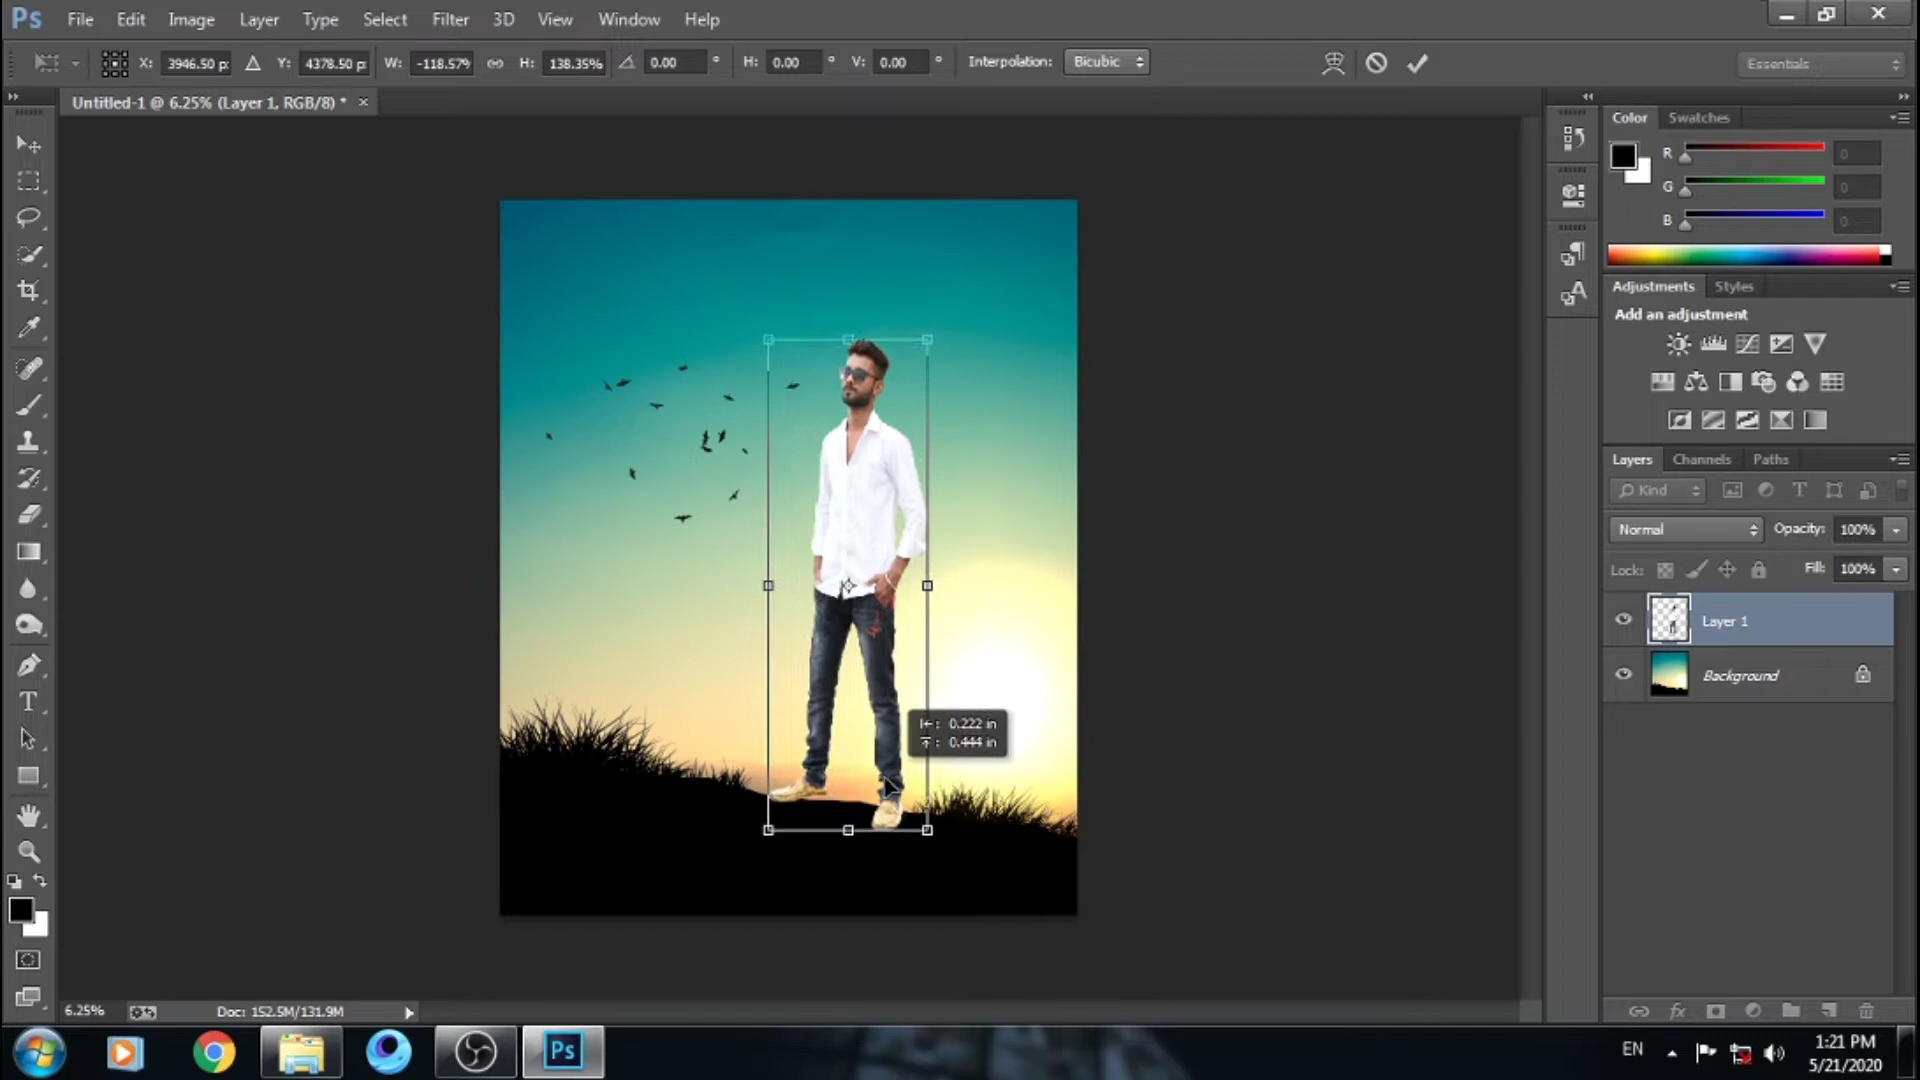 Ps File Edit Image Layer Type Select Filter 3D View Window Help
X: 3946.50 p Y: 4378.50 p W: -118.57% H: 138.35% 0.00 ° H: 0.00 ° V: 0.00 ° Interpolation: Bicubic Essentials
Untitled-1 @ 6.25% (Layer 1, RGB/8) * ×
Color Swatches
R 0
G 0
B 0
Adjustments Styles
Add an adjustment
Layers Channels Paths
Kind
Normal Opacity: 100%
Lock: Fill: 100%
Layer 1
Background
0.222 in
0.444 in
6.25% Doc: 152.5M/131.9M
Ps EN 1:21 PM
5/21/2020